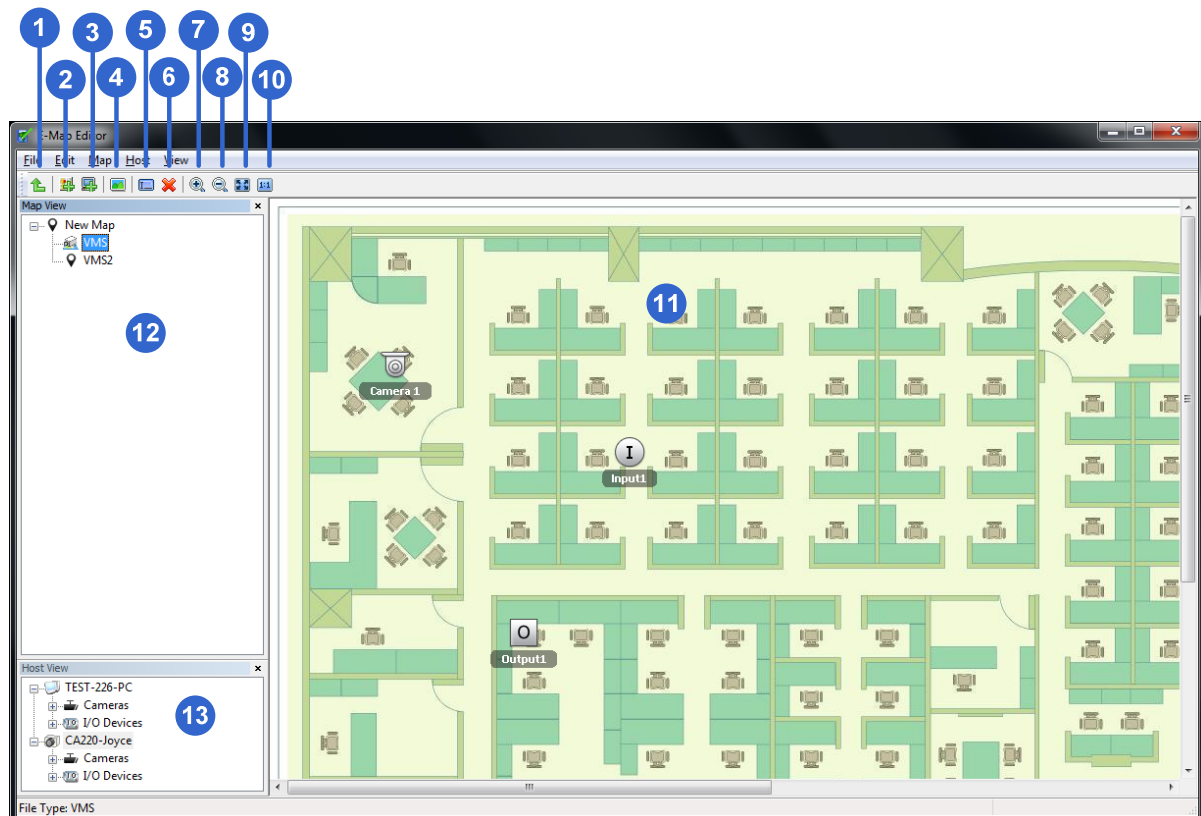 1 3 5 7 9
2 4 6 8 10
E-Map Editor
File Edit Map Host View
1:1
Map View
New Map
VMS
VMS2
12
11
Camera 1
I
Input1
O
Output1
Host View
TEST-226-PC
Cameras
I/O Devices
CA220-Joyce
Cameras
I/O Devices
13
File Type: VMS